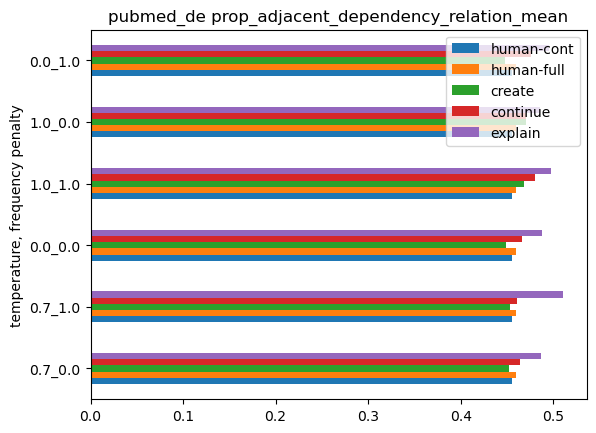 pubmed_de prop_adjacent_dependency_relation_mean
temperature, frequency penalty
0.0_1.0
1.0_0.0
1.0_1.0
0.0_0.0
0.7_1.0
0.7_0.0
human-cont
human-full
create
continue
explain
0.0
0.1
0.2
0.3
0.4
0.5